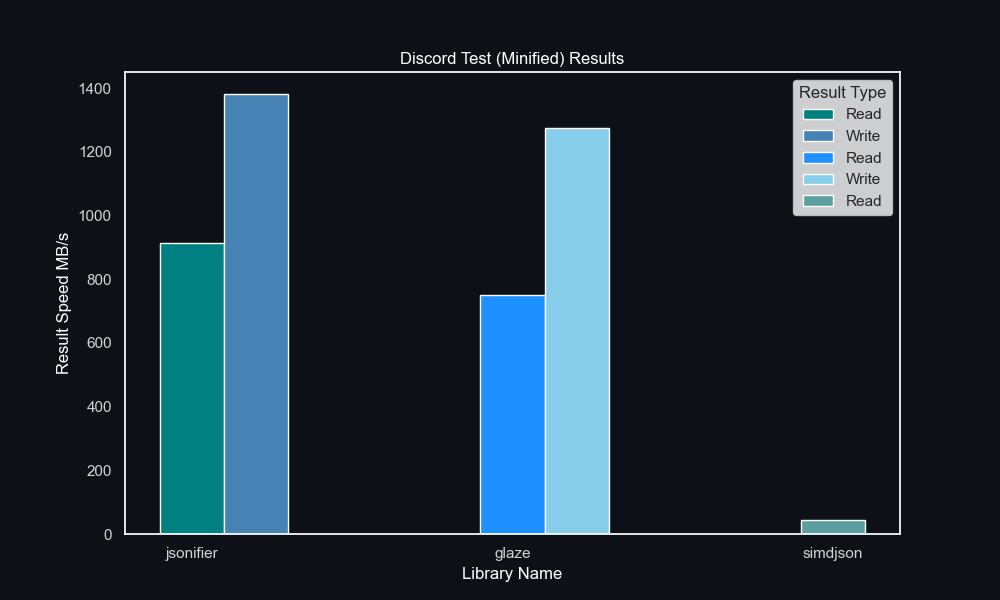 Discord Test (Minified) Results
Result Speed MB/s
1400
1200
1000
800
600
400
200
0
Result Type
Read
Write
Read
Write
Read
jsonifier
glaze
simdjson
Library Name